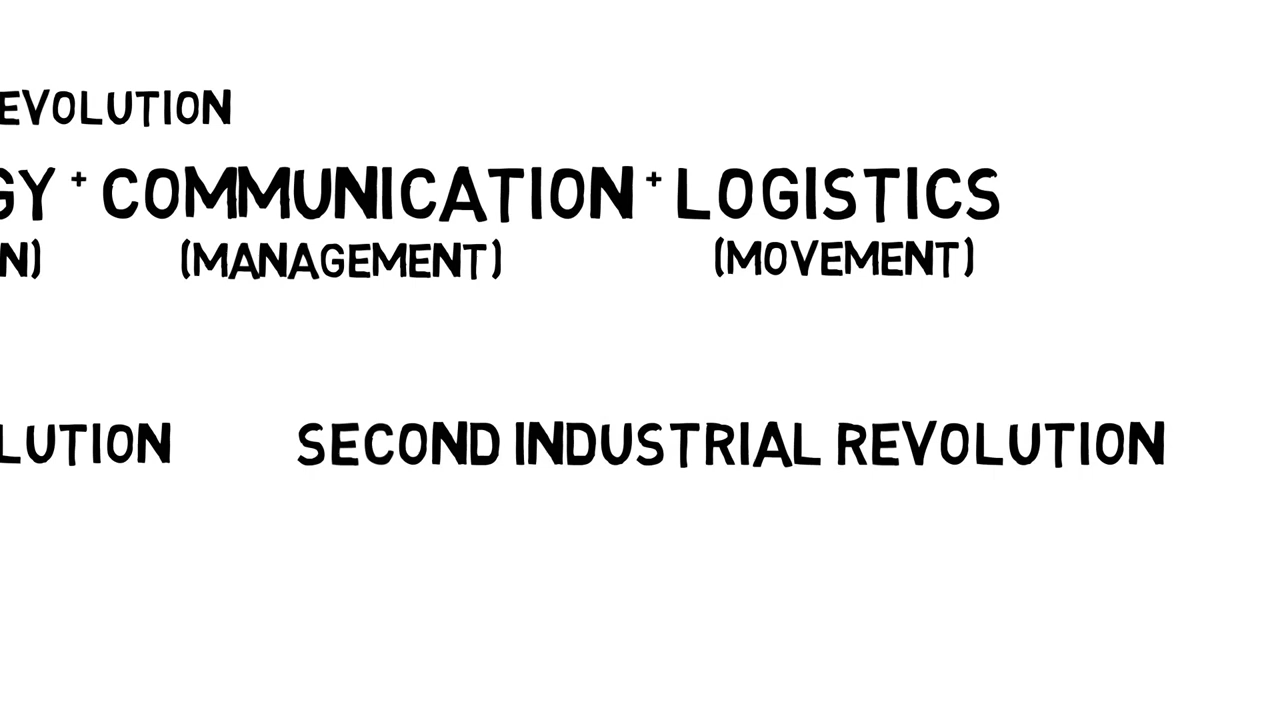 EVOLUTION
GY + COMMUNICATION + LOGISTICS
N) (MANAGEMENT) (MOVEMENT)
LUTION SECOND INDUSTRIAL REVOLUTION